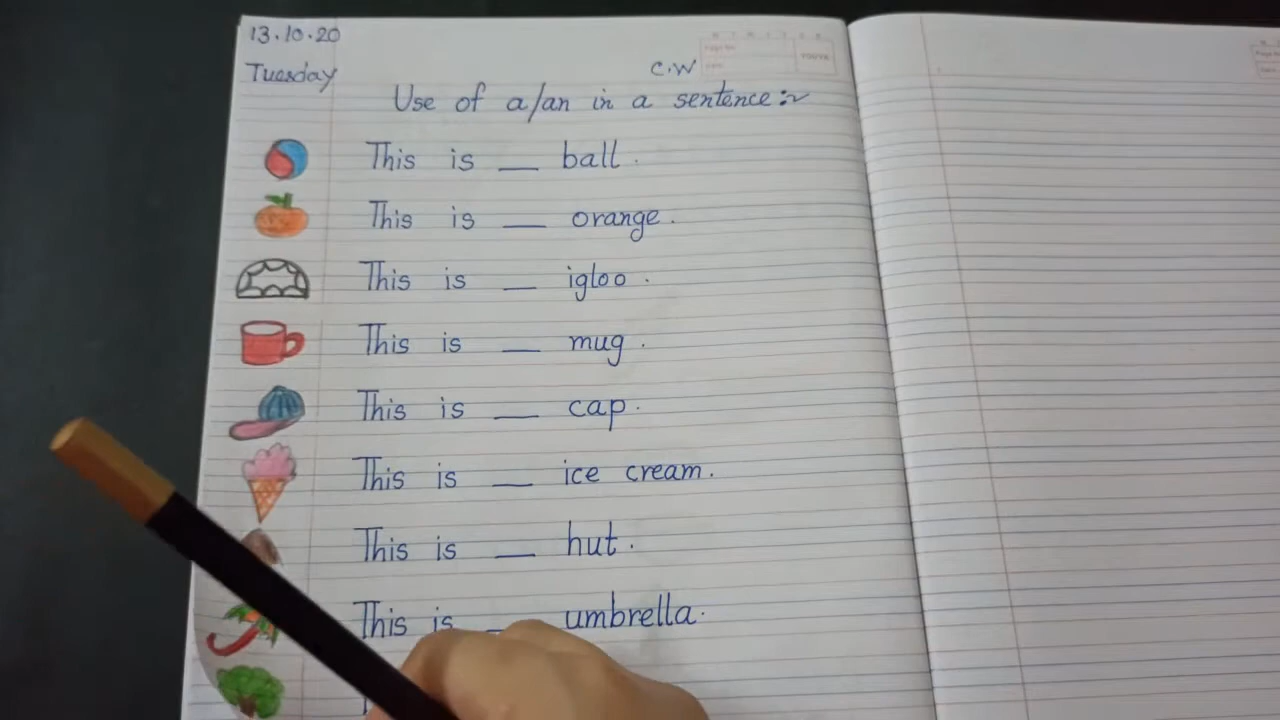 13.10.20
Tuesday
C.W
Use of a/an in a sentence:~
This is __ ball.
This is __ orange.
This is __ igloo.
This is __ mug.
This is __ cap.
This is __ ice cream.
This is __ hut.
This is __ umbrella.